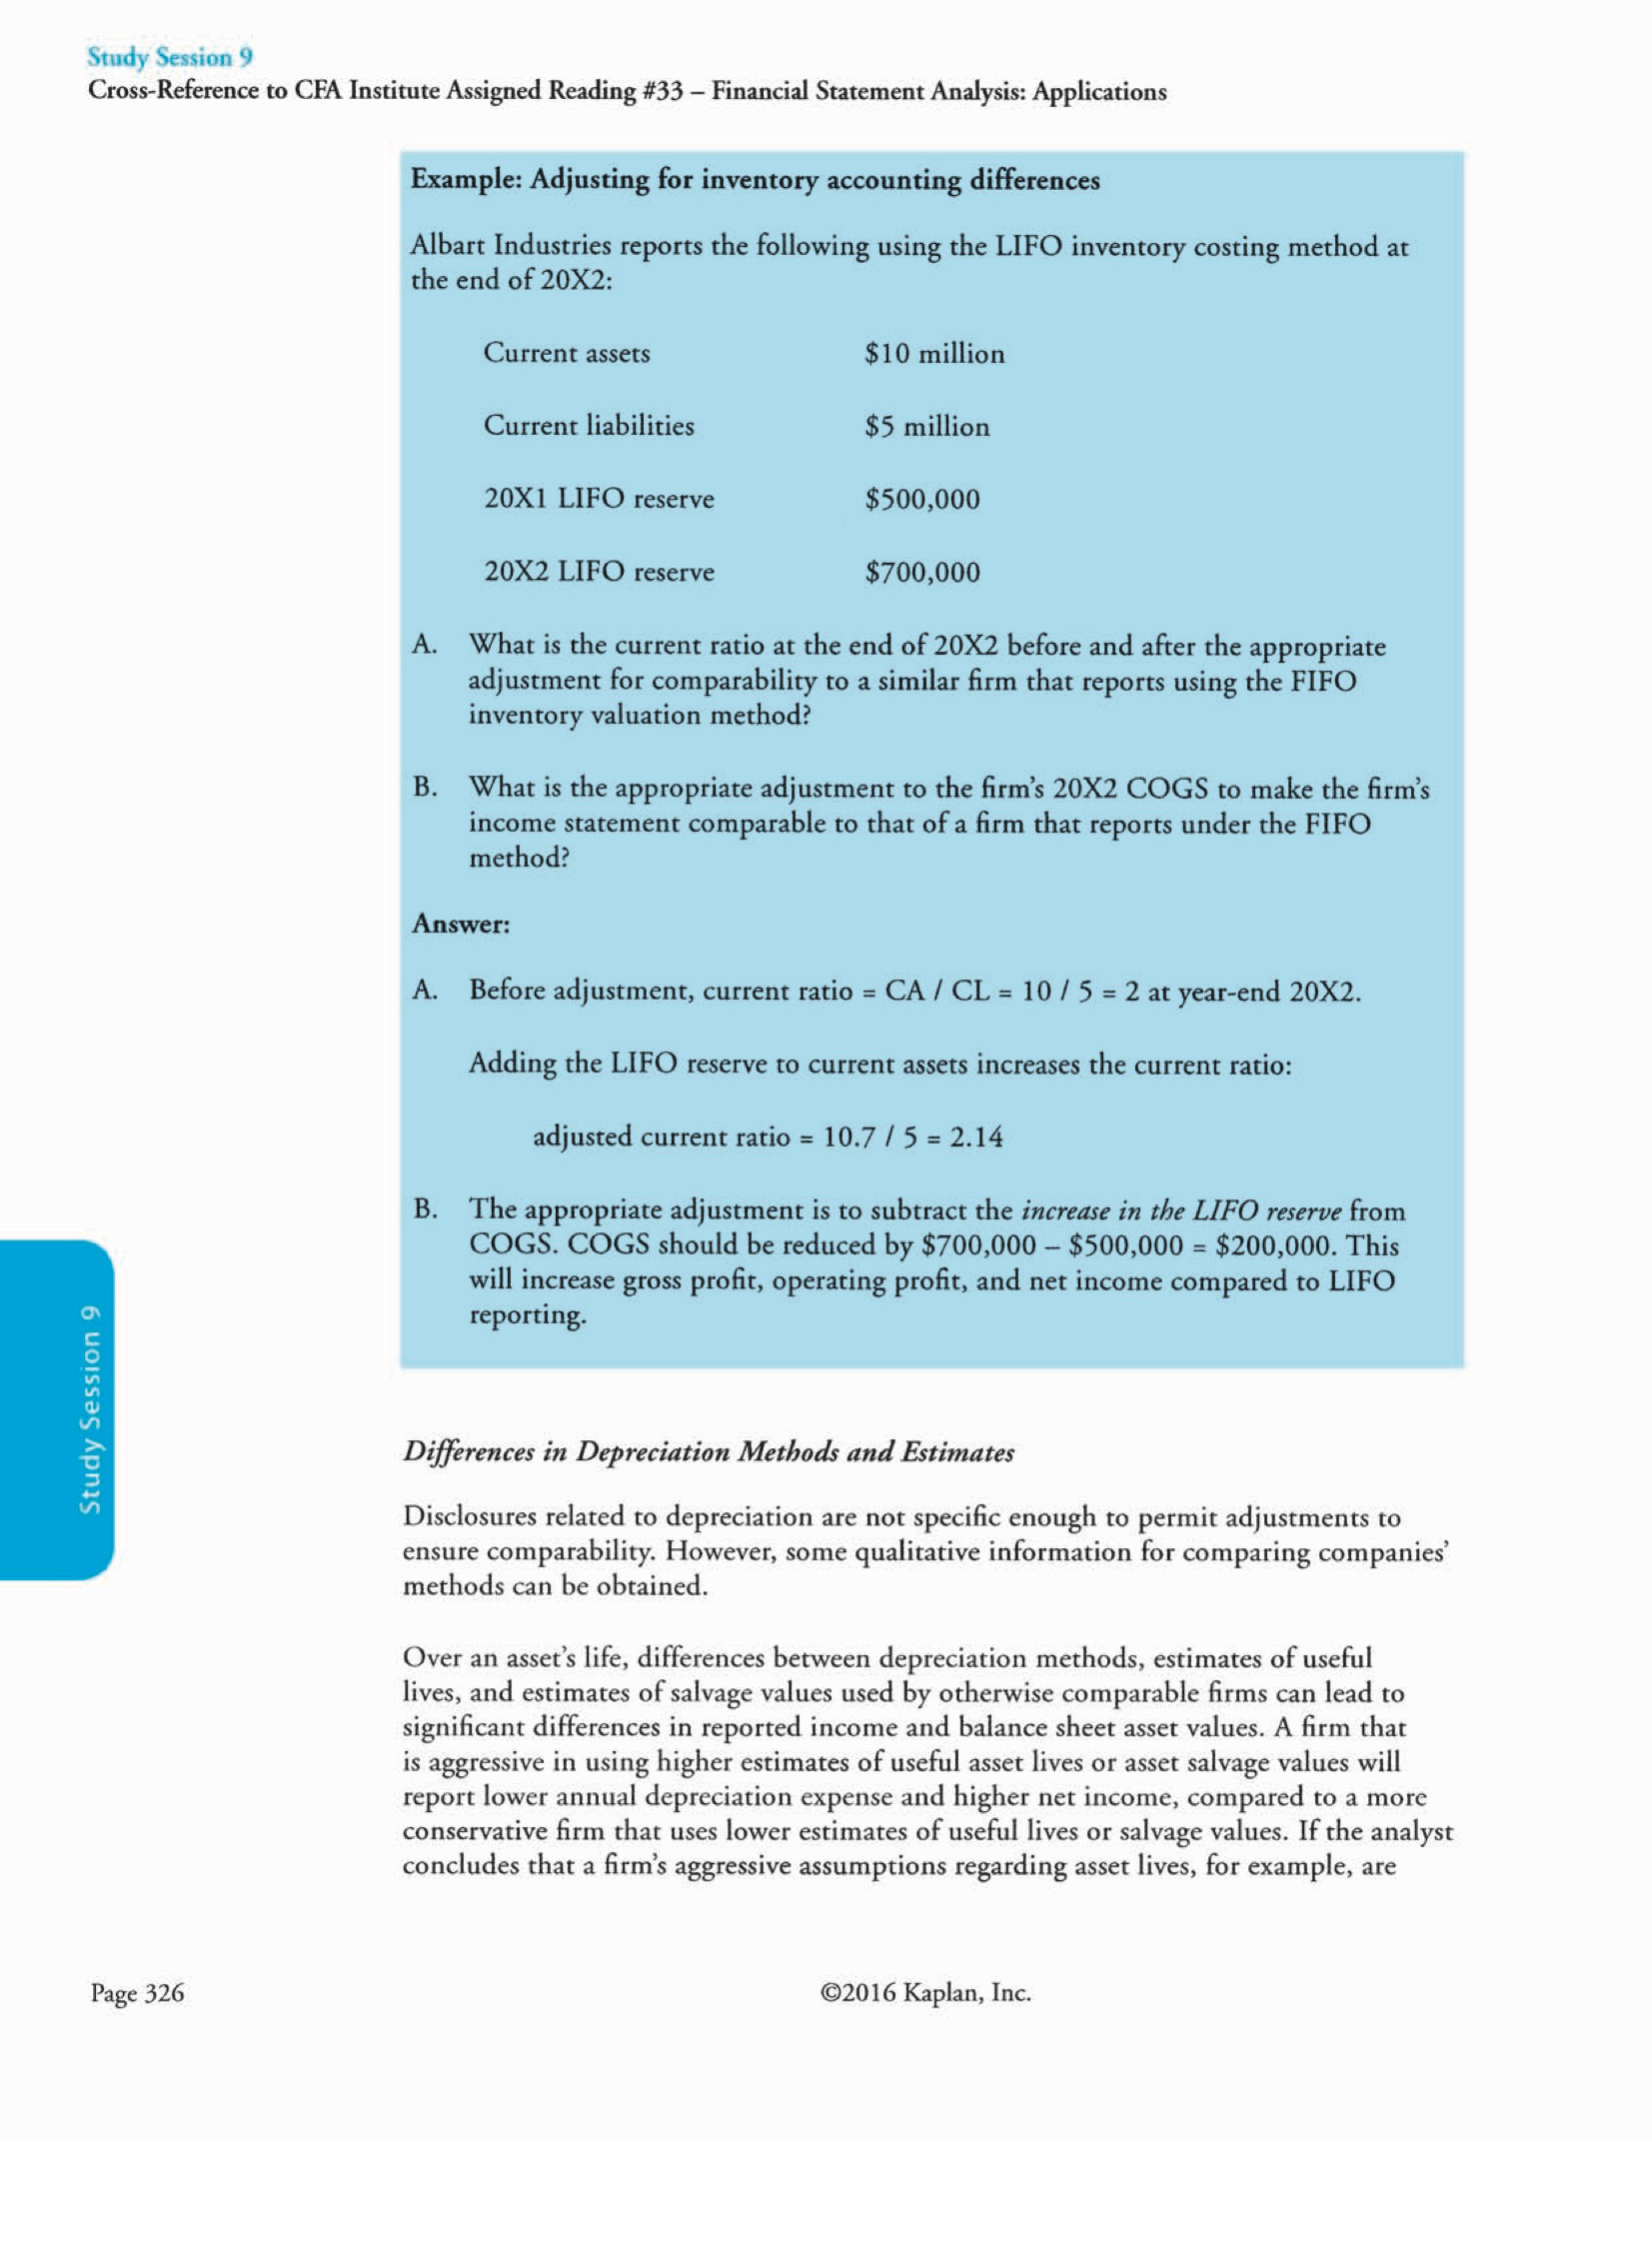 Study Session 9
Cross-Reference to CFA Institute Assigned Reading #33 – Financial Statement Analysis: Applications
Example: Adjusting for inventory accounting differences
Albart Industries reports the following using the LIFO inventory costing method at
the end of 20X2:
Current assets $10 million
Current liabilities $5 million
20X1 LIFO reserve $500,000
20X2 LIFO reserve $700,000
A. What is the current ratio at the end of 20X2 before and after the appropriate
adjustment for comparability to a similar firm that reports using the FIFO
inventory valuation method?
B. What is the appropriate adjustment to the firm's 20X2 COGS to make the firm's
income statement comparable to that of a firm that reports under the FIFO
method?
Answer:
A. Before adjustment, current ratio = CA / CL = 10 / 5 = 2 at year-end 20X2.
Adding the LIFO reserve to current assets increases the current ratio:
adjusted current ratio = 10.7 / 5 = 2.14
B. The appropriate adjustment is to subtract the increase in the LIFO reserve from
COGS. COGS should be reduced by $700,000 – $500,000 = $200,000. This
will increase gross profit, operating profit, and net income compared to LIFO
reporting.
Study Session 9
Differences in Depreciation Methods and Estimates
Disclosures related to depreciation are not specific enough to permit adjustments to
ensure comparability. However, some qualitative information for comparing companies'
methods can be obtained.
Over an asset's life, differences between depreciation methods, estimates of useful
lives, and estimates of salvage values used by otherwise comparable firms can lead to
significant differences in reported income and balance sheet asset values. A firm that
is aggressive in using higher estimates of useful asset lives or asset salvage values will
report lower annual depreciation expense and higher net income, compared to a more
conservative firm that uses lower estimates of useful lives or salvage values. If the analyst
concludes that a firm's aggressive assumptions regarding asset lives, for example, are
Page 326 ©2016 Kaplan, Inc.